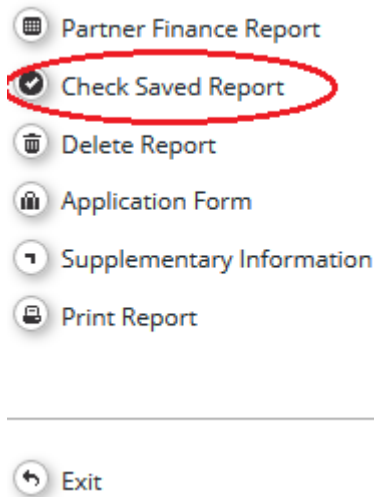 Partner Finance Report
Check Saved Report
Delete Report
Application Form
Supplementary Information
Print Report
Exit